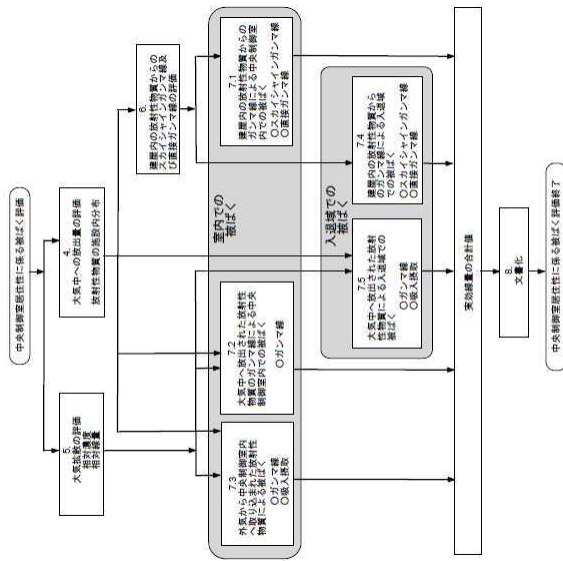 中央制御室居住性に係る被ばく評価
5.
大気拡散の評価
相対濃度
相対線量
4.
大気中への放出量の評価
放射性物質の施設内分布
6.
建屋内の放射性物質からの
スカイシャインガンマ線及
び直接ガンマ線の評価
室内での
被ばく
7.3
外気から中央制御室内
へ取り込まれた放射性
物質による被ばく
○ガンマ線
○吸入摂取
7.2
大気中へ放出された放射性
物質のガンマ線による中央
制御室内での被ばく
○ガンマ線
7.1
建屋内の放射性物質からの
ガンマ線による中央制御室
内での被ばく
○スカイシャインガンマ線
○直接ガンマ線
入退域での
被ばく
7.5
大気中へ放出された放射
性物質による入退域での
被ばく
○ガンマ線
○吸入摂取
7.4
建屋内の放射性物質から
のガンマ線による入退域
での被ばく
○スカイシャインガンマ線
○直接ガンマ線
実効線量の合計値
8.
文書化
中央制御室居住性に係る被ばく評価終了